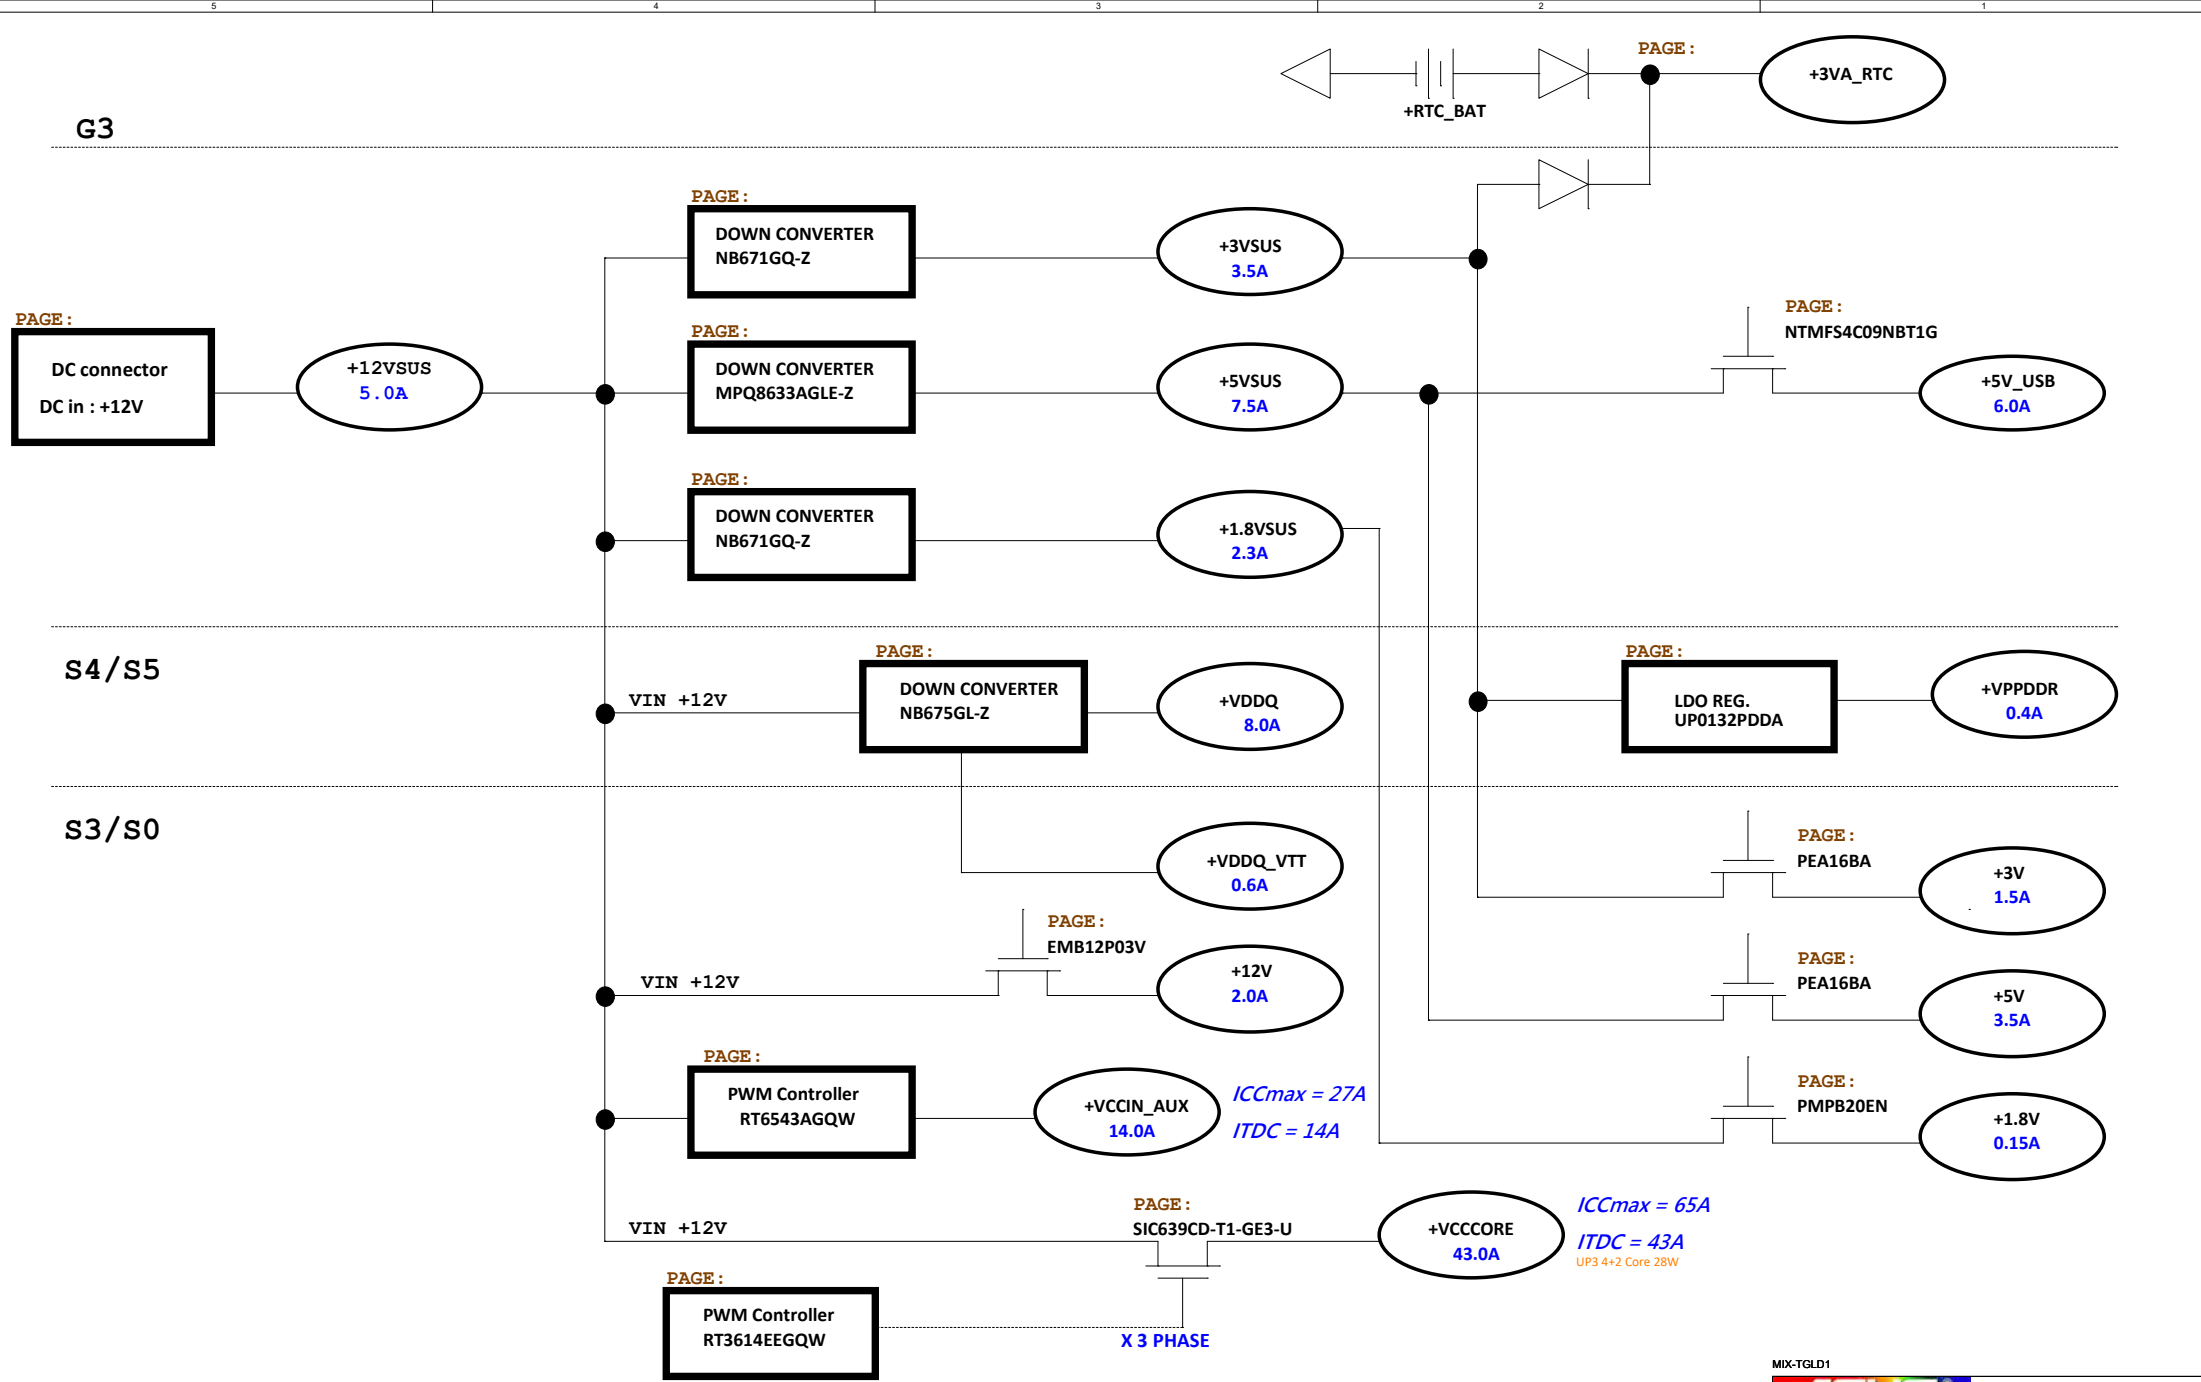 5 4 3 2 1
PAGE:
+3VA_RTC
+RTC_BAT
G3
PAGE:
DOWN CONVERTER
NB671GQ-Z
+3VSUS
3.5A
PAGE:
DC connector
DC in : +12V
+12VSUS
5.0A
PAGE:
DOWN CONVERTER
MPQ8633AGLE-Z
+5VSUS
7.5A
PAGE:
NTMFS4C09NBT1G
+5V_USB
6.0A
PAGE:
DOWN CONVERTER
NB671GQ-Z
+1.8VSUS
2.3A
S4/S5
VIN +12V
PAGE:
DOWN CONVERTER
NB675GL-Z
+VDDQ
8.0A
PAGE:
LDO REG.
UP0132PDDA
+VPPDDR
0.4A
S3/S0
+VDDQ_VTT
0.6A
PAGE:
PEA16BA
+3V
1.5A
VIN +12V
PAGE:
EMB12P03V
+12V
2.0A
PAGE:
PEA16BA
+5V
3.5A
PAGE:
PWM Controller
RT6543AGQW
+VCCIN_AUX
14.0A
ICCmax = 27A
ITDC = 14A
PAGE:
PMPB20EN
+1.8V
0.15A
VIN +12V
PAGE:
SIC639CD-T1-GE3-U
+VCCCORE
43.0A
ICCmax = 65A
ITDC = 43A
UP3 4+2 Core 28W
PAGE:
PWM Controller
RT3614EEGQW
X 3 PHASE
MIX-TGLD1